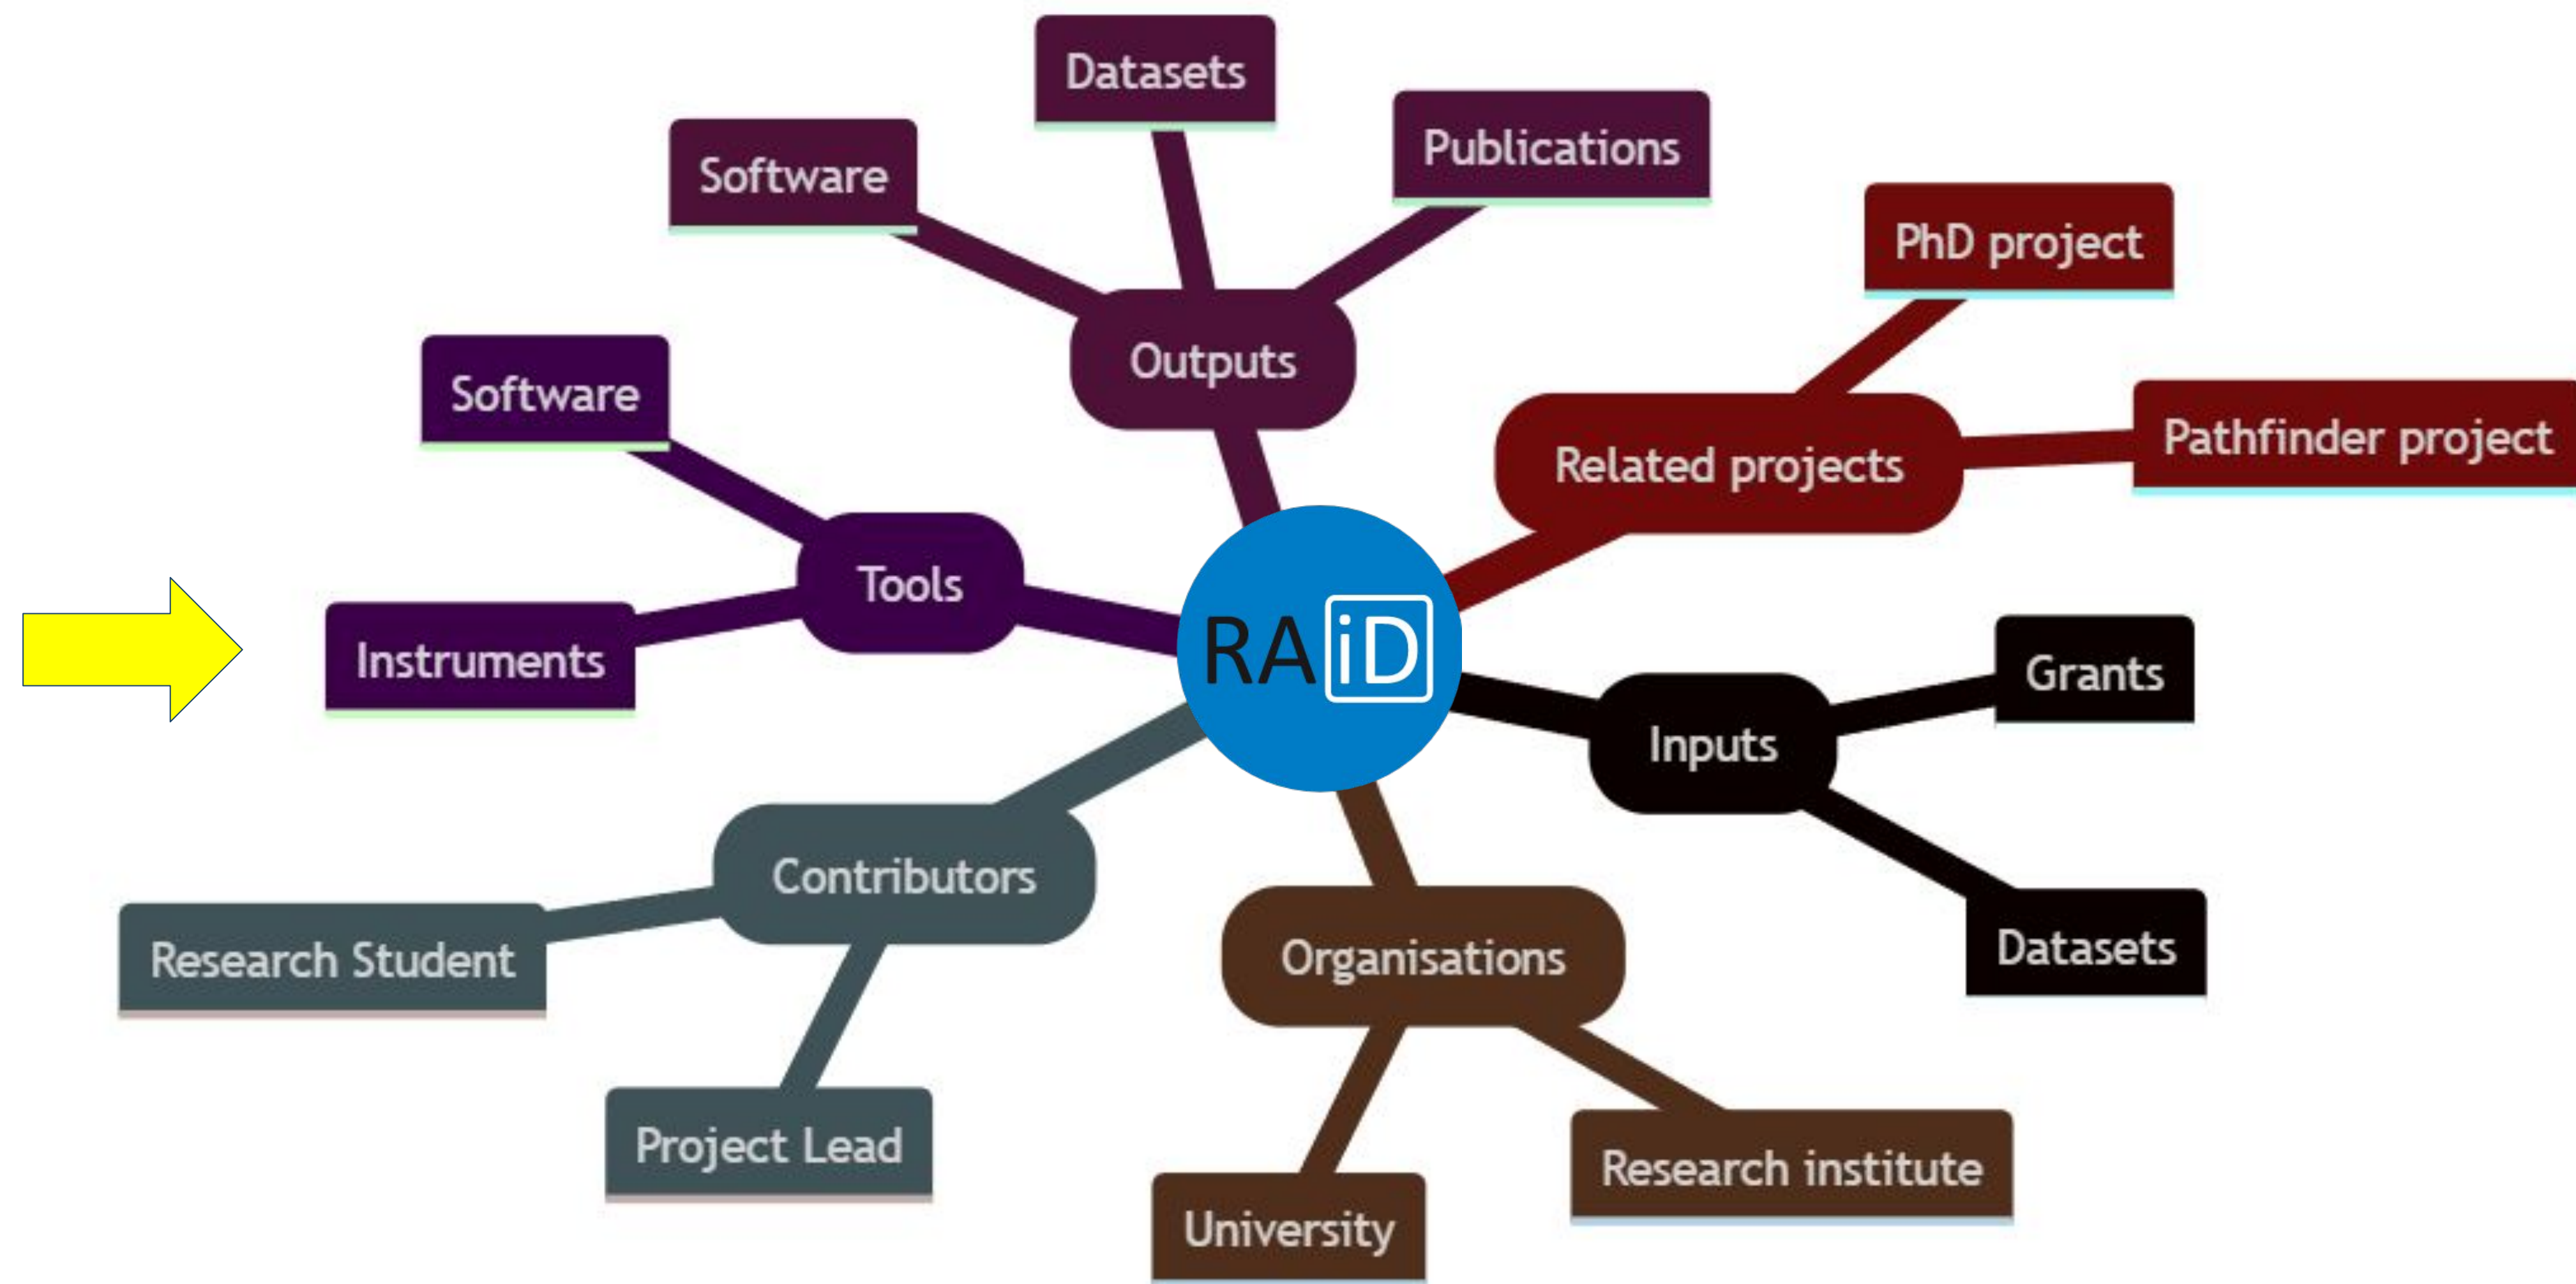 Datasets
Publications
Software
PhD project
Outputs
Software
Related projects
Pathfinder project
Tools
RAiD
Instruments
Grants
Inputs
Contributors
Research Student
Organisations
Datasets
Project Lead
Research institute
University